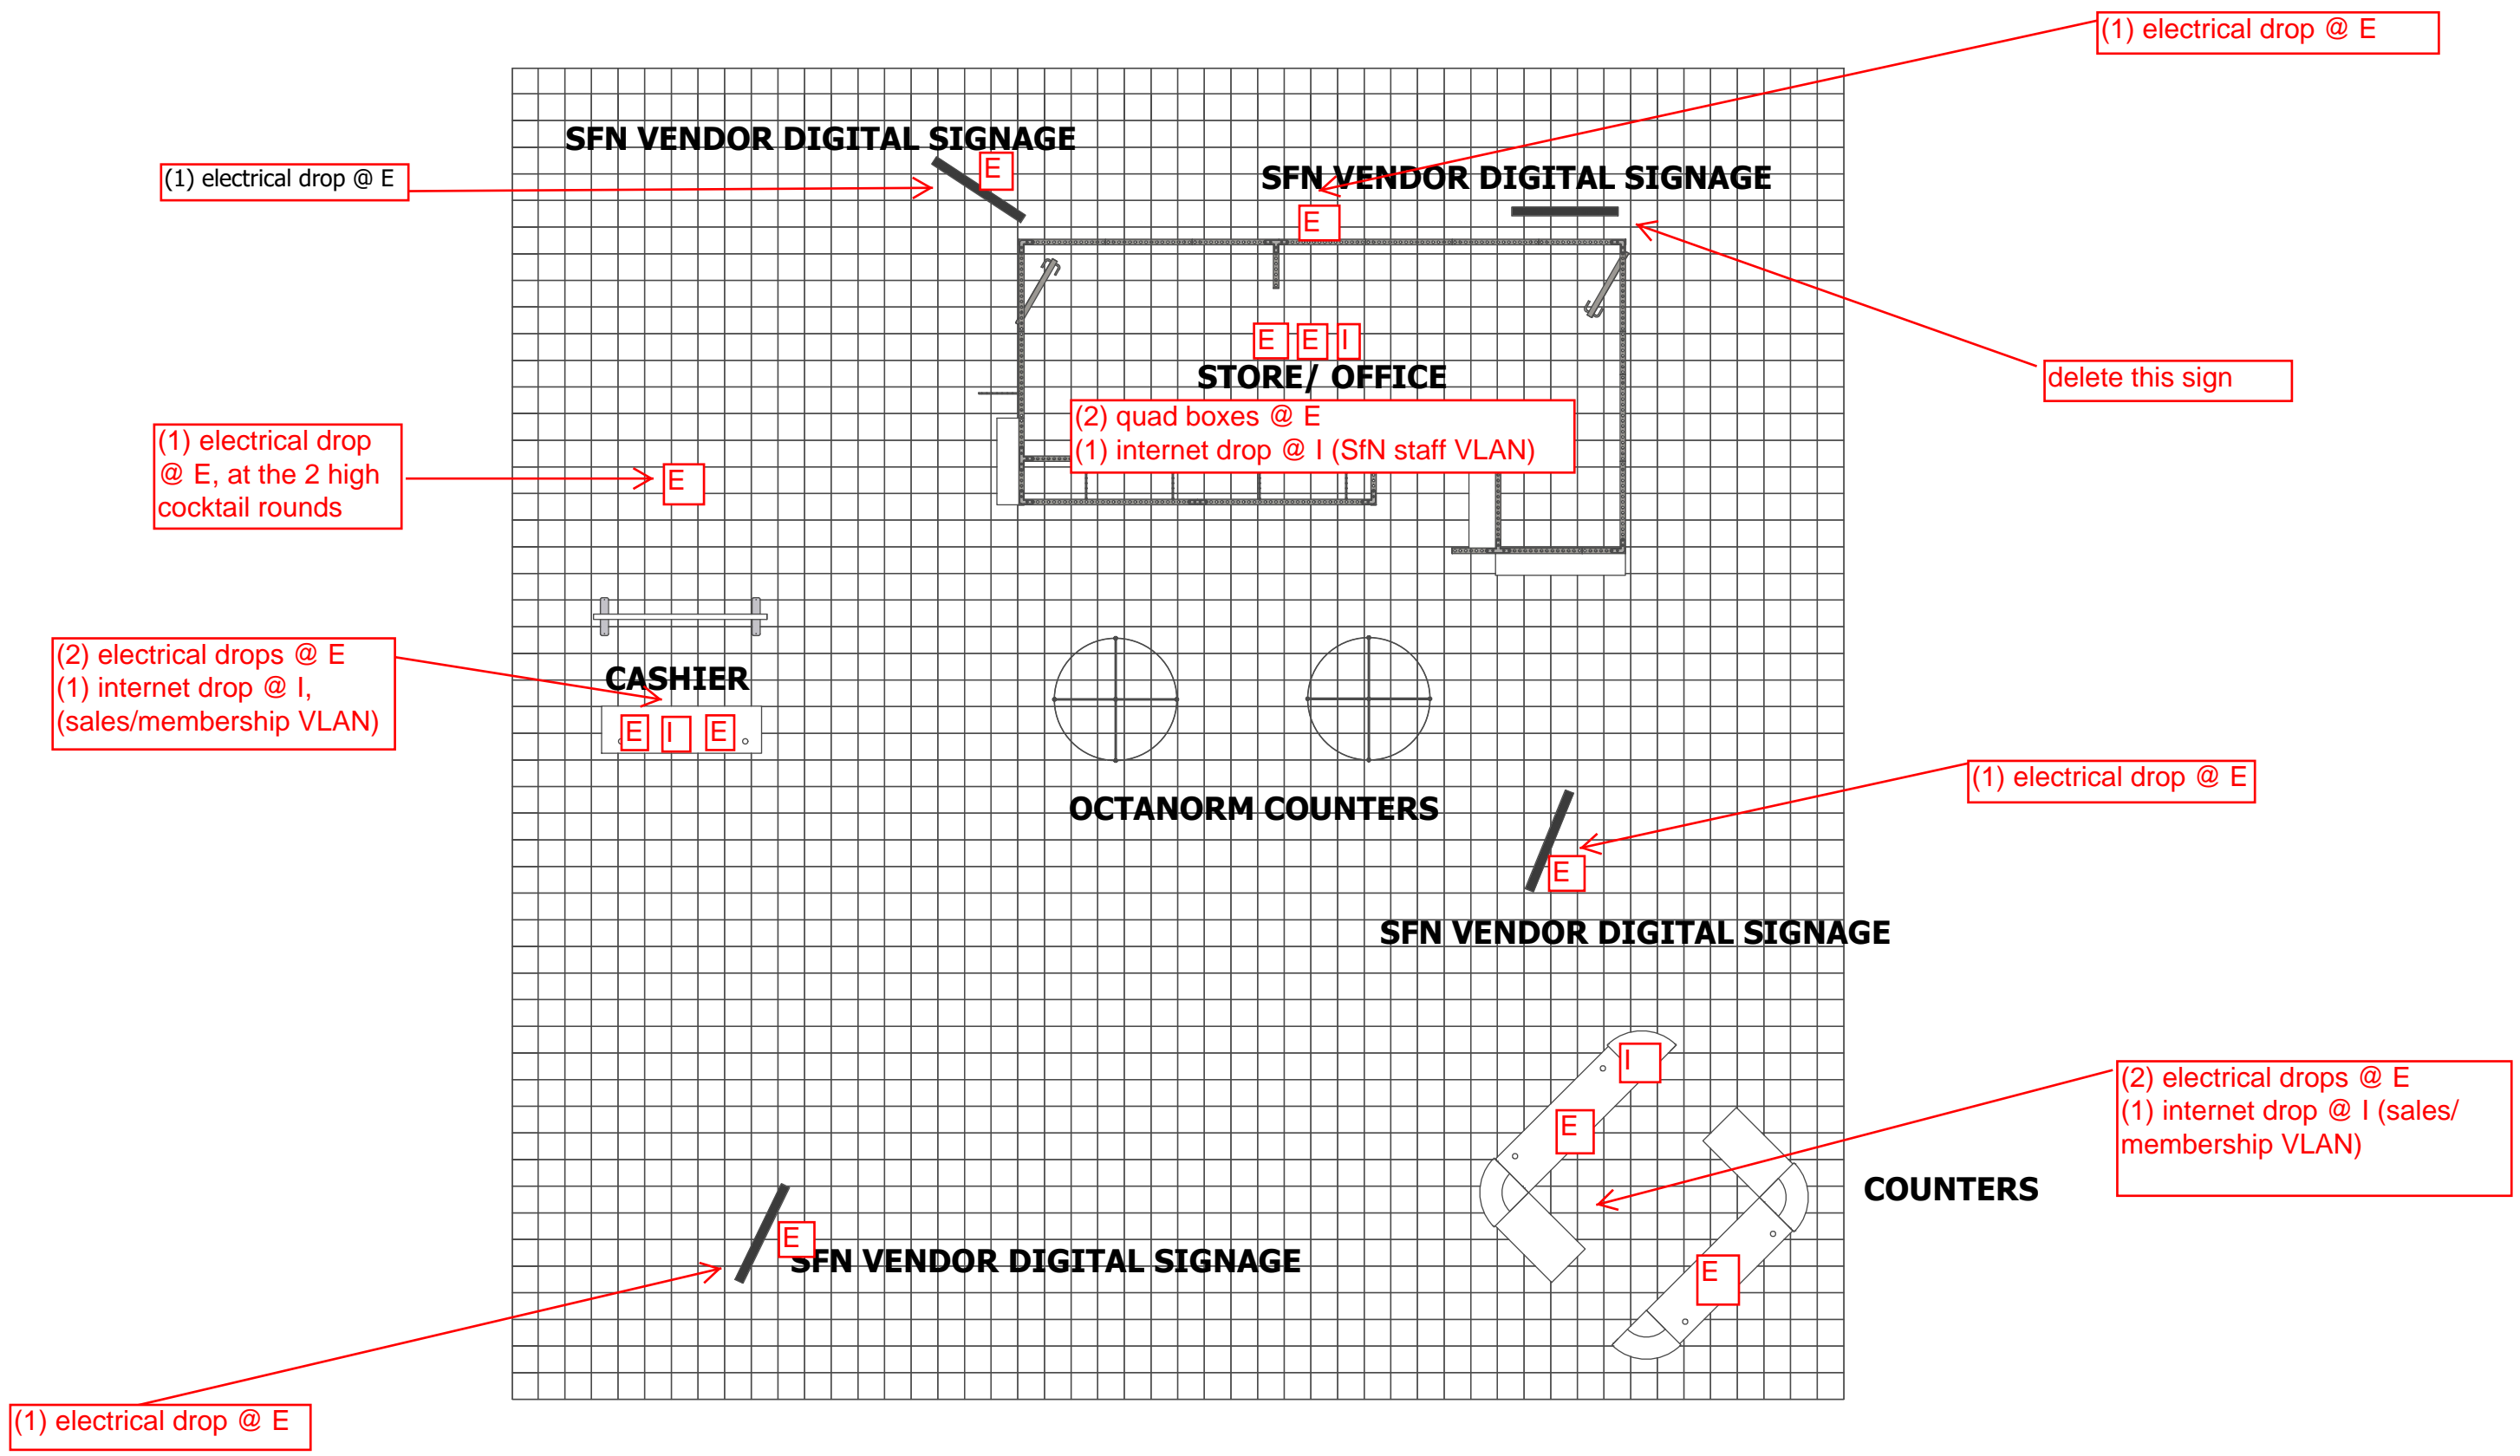 (1) electrical drop @ E
SFN VENDOR DIGITAL SIGNAGE
E
(1) electrical drop @ E
SFN VENDOR DIGITAL SIGNAGE
E
E E I
STORE/ OFFICE
delete this sign
(2) quad boxes @ E
(1) internet drop @ I (SfN staff VLAN)
(1) electrical drop
@ E, at the 2 high
cocktail rounds
E
(2) electrical drops @ E
(1) internet drop @ I,
(sales/membership VLAN)
CASHIER
E I E
OCTANORM COUNTERS
(1) electrical drop @ E
E
SFN VENDOR DIGITAL SIGNAGE
I
E
(2) electrical drops @ E
(1) internet drop @ I (sales/
membership VLAN)
COUNTERS
E
SFN VENDOR DIGITAL SIGNAGE
E
(1) electrical drop @ E